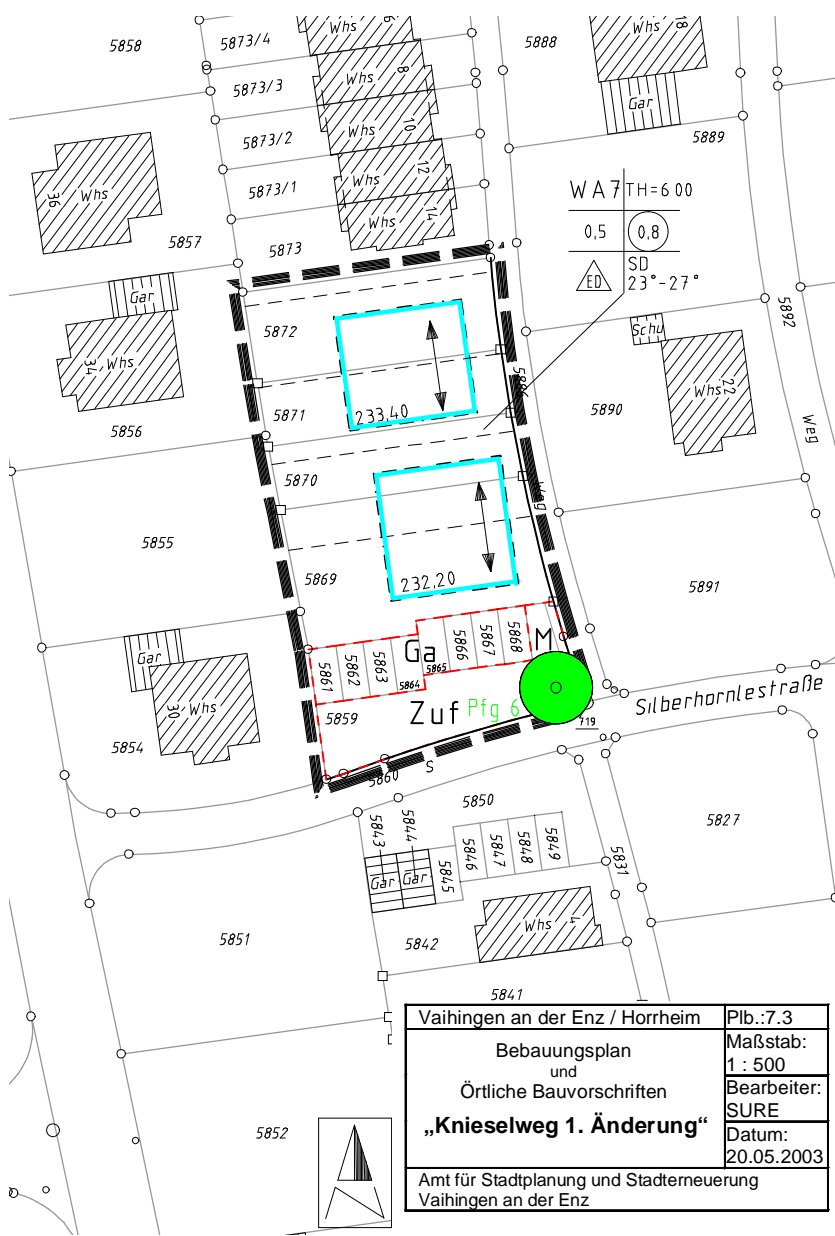 5858
5873/4
Whs
6
5888
Whs
18
5873/3
Whs
8
Gar
5873/2
Whs
10
5889
5873/1
Whs
12
36
Whs
Whs
14
WA7 TH=6 00
5857
5873
0,5
0,8
ED
SD
23°-27°
Gar
5872
5892
Schu
34
Whs
5886
Whs
22
5871
233,40
5890
5856
Weg
5870
Weg
5855
5869
232,20
5891
Gar
Ga
M
5861
5862
5863
5864
5865
5866
5867
5868
30
Whs
5859
Zuf
Pfg 6
Silberhornlestraße
719
5854
5860
S
5850
5827
5843
5844
5846
5847
5848
5849
5831
Gar
Gar
5845
Whs
4
5851
5842
5841
5852
Vaihingen an der Enz / Horrheim
Plb.:7.3
Bebauungsplan
und
Örtliche Bauvorschriften
„Knieselweg 1. Änderung“
Maßstab:
1 : 500
Bearbeiter:
SURE
Datum:
20.05.2003
Amt für Stadtplanung und Stadterneuerung
Vaihingen an der Enz